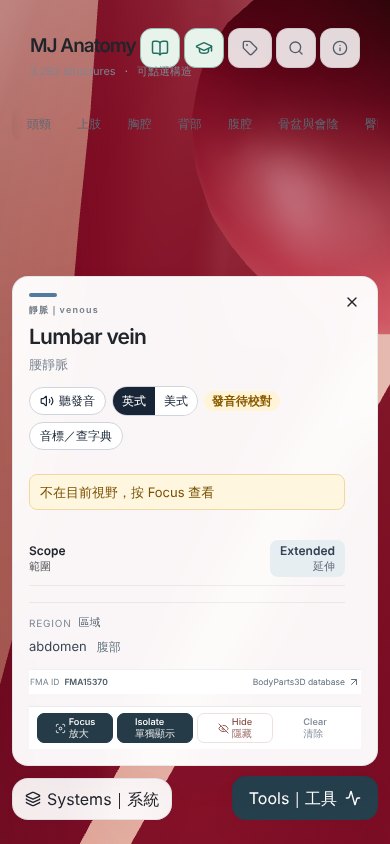 MJ Anatomy
structures · 可點選構造
頭頸 上肢 胸腔 背部 腹腔 骨盆與會陰 臀
靜脈 | venous
Lumbar vein
腰靜脈
聽發音 英式 美式 發音待校對
音標／查字典
不在目前視野，按 Focus 查看
Scope
範圍
Extended
延伸
REGION 區域
abdomen 腹部
FMA ID FMA15370 BodyParts3D database
Focus
放大
Isolate
單獨顯示
Hide
隱藏
Clear
清除
Systems｜系統
Tools｜工具